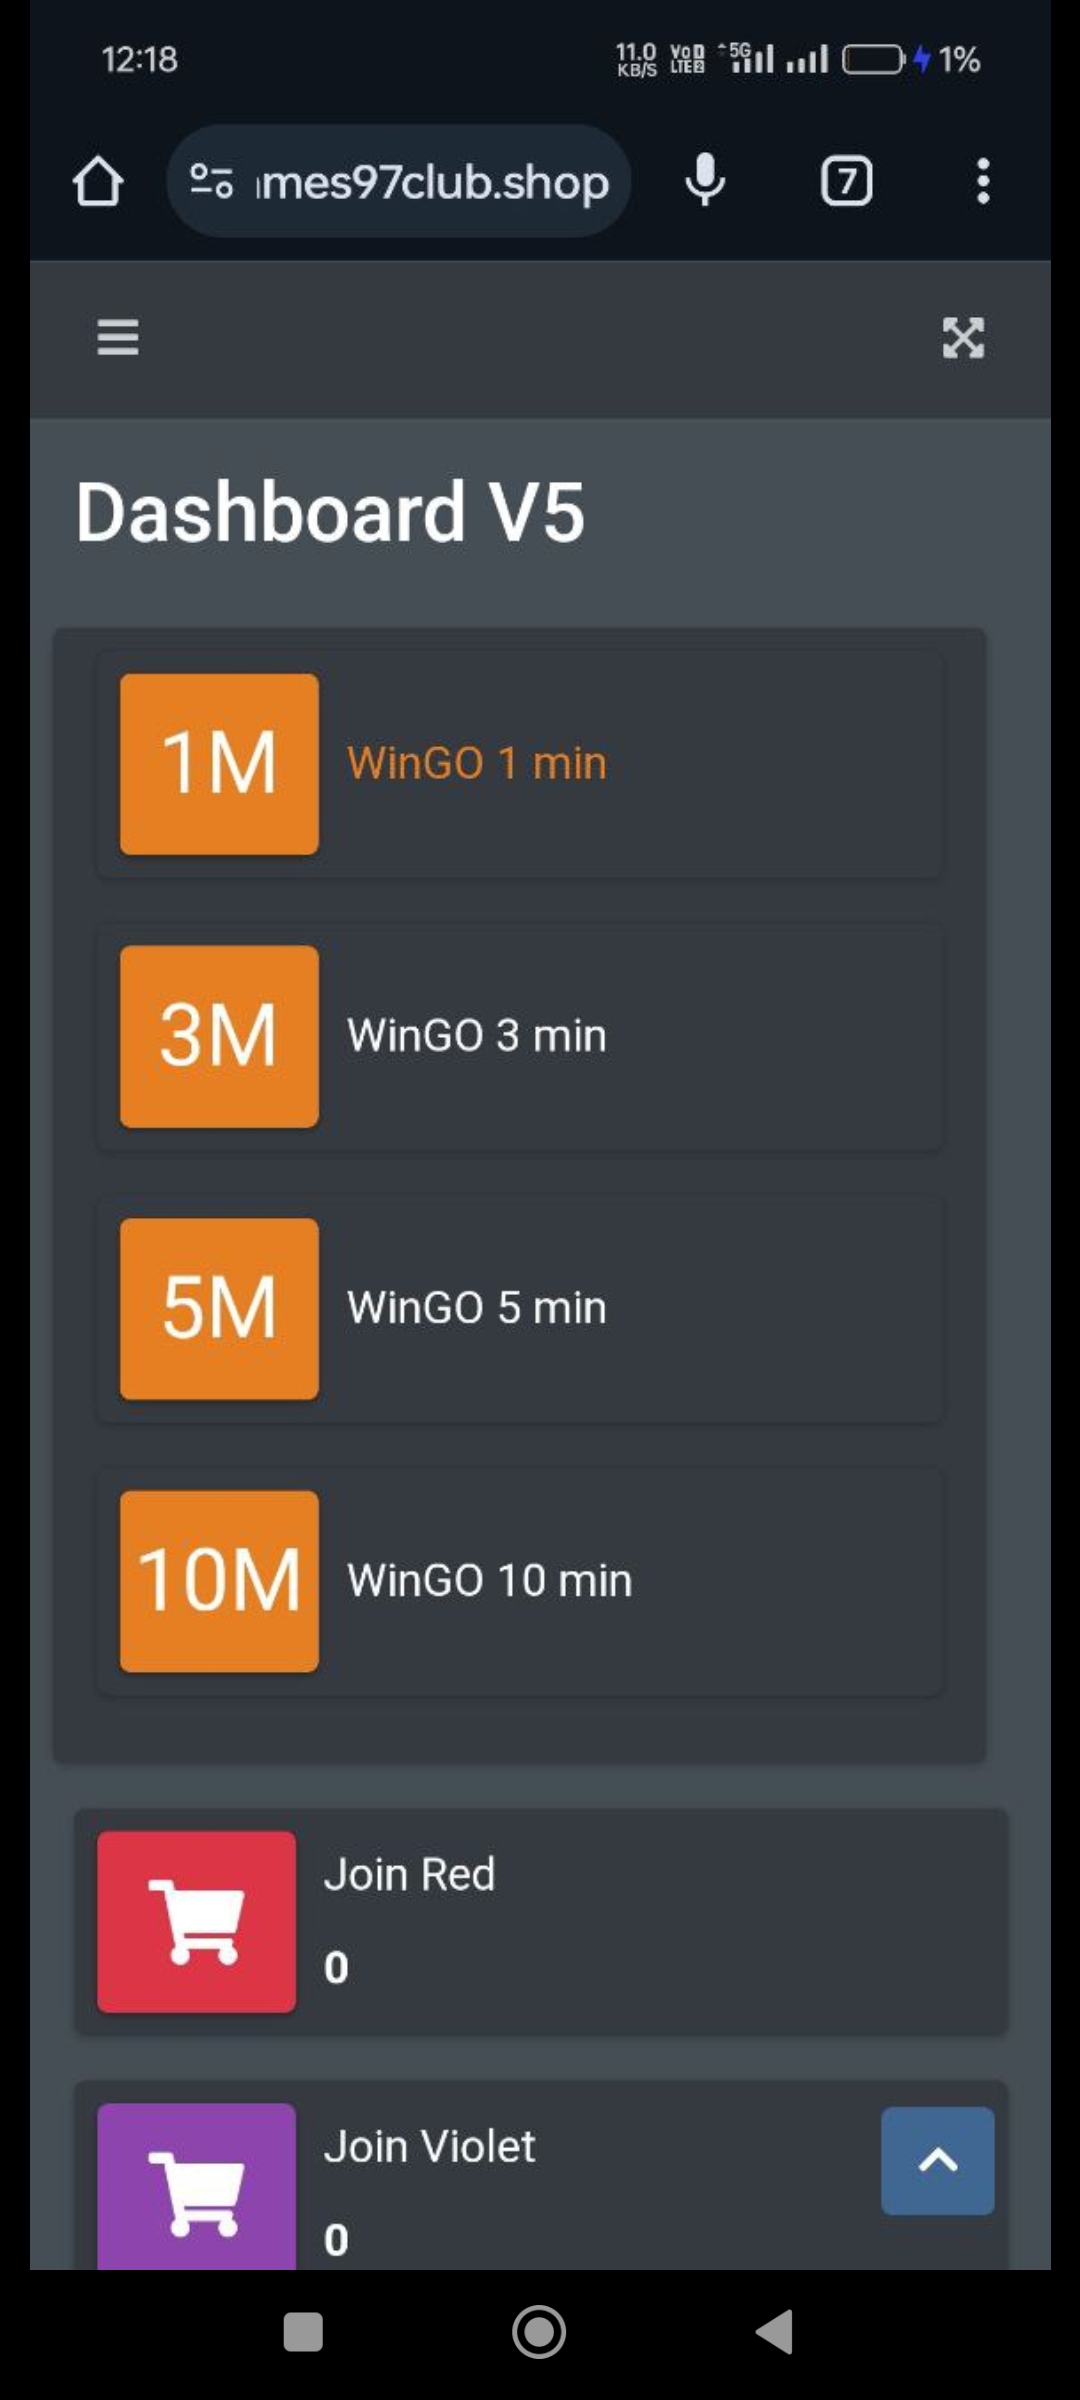 12:18
11.0 KB/S Vo LTE 5G 1%
mes97club.shop
7
Dashboard V5
1M WinGO 1 min
3M WinGO 3 min
5M WinGO 5 min
10M WinGO 10 min
Join Red
0
Join Violet
0